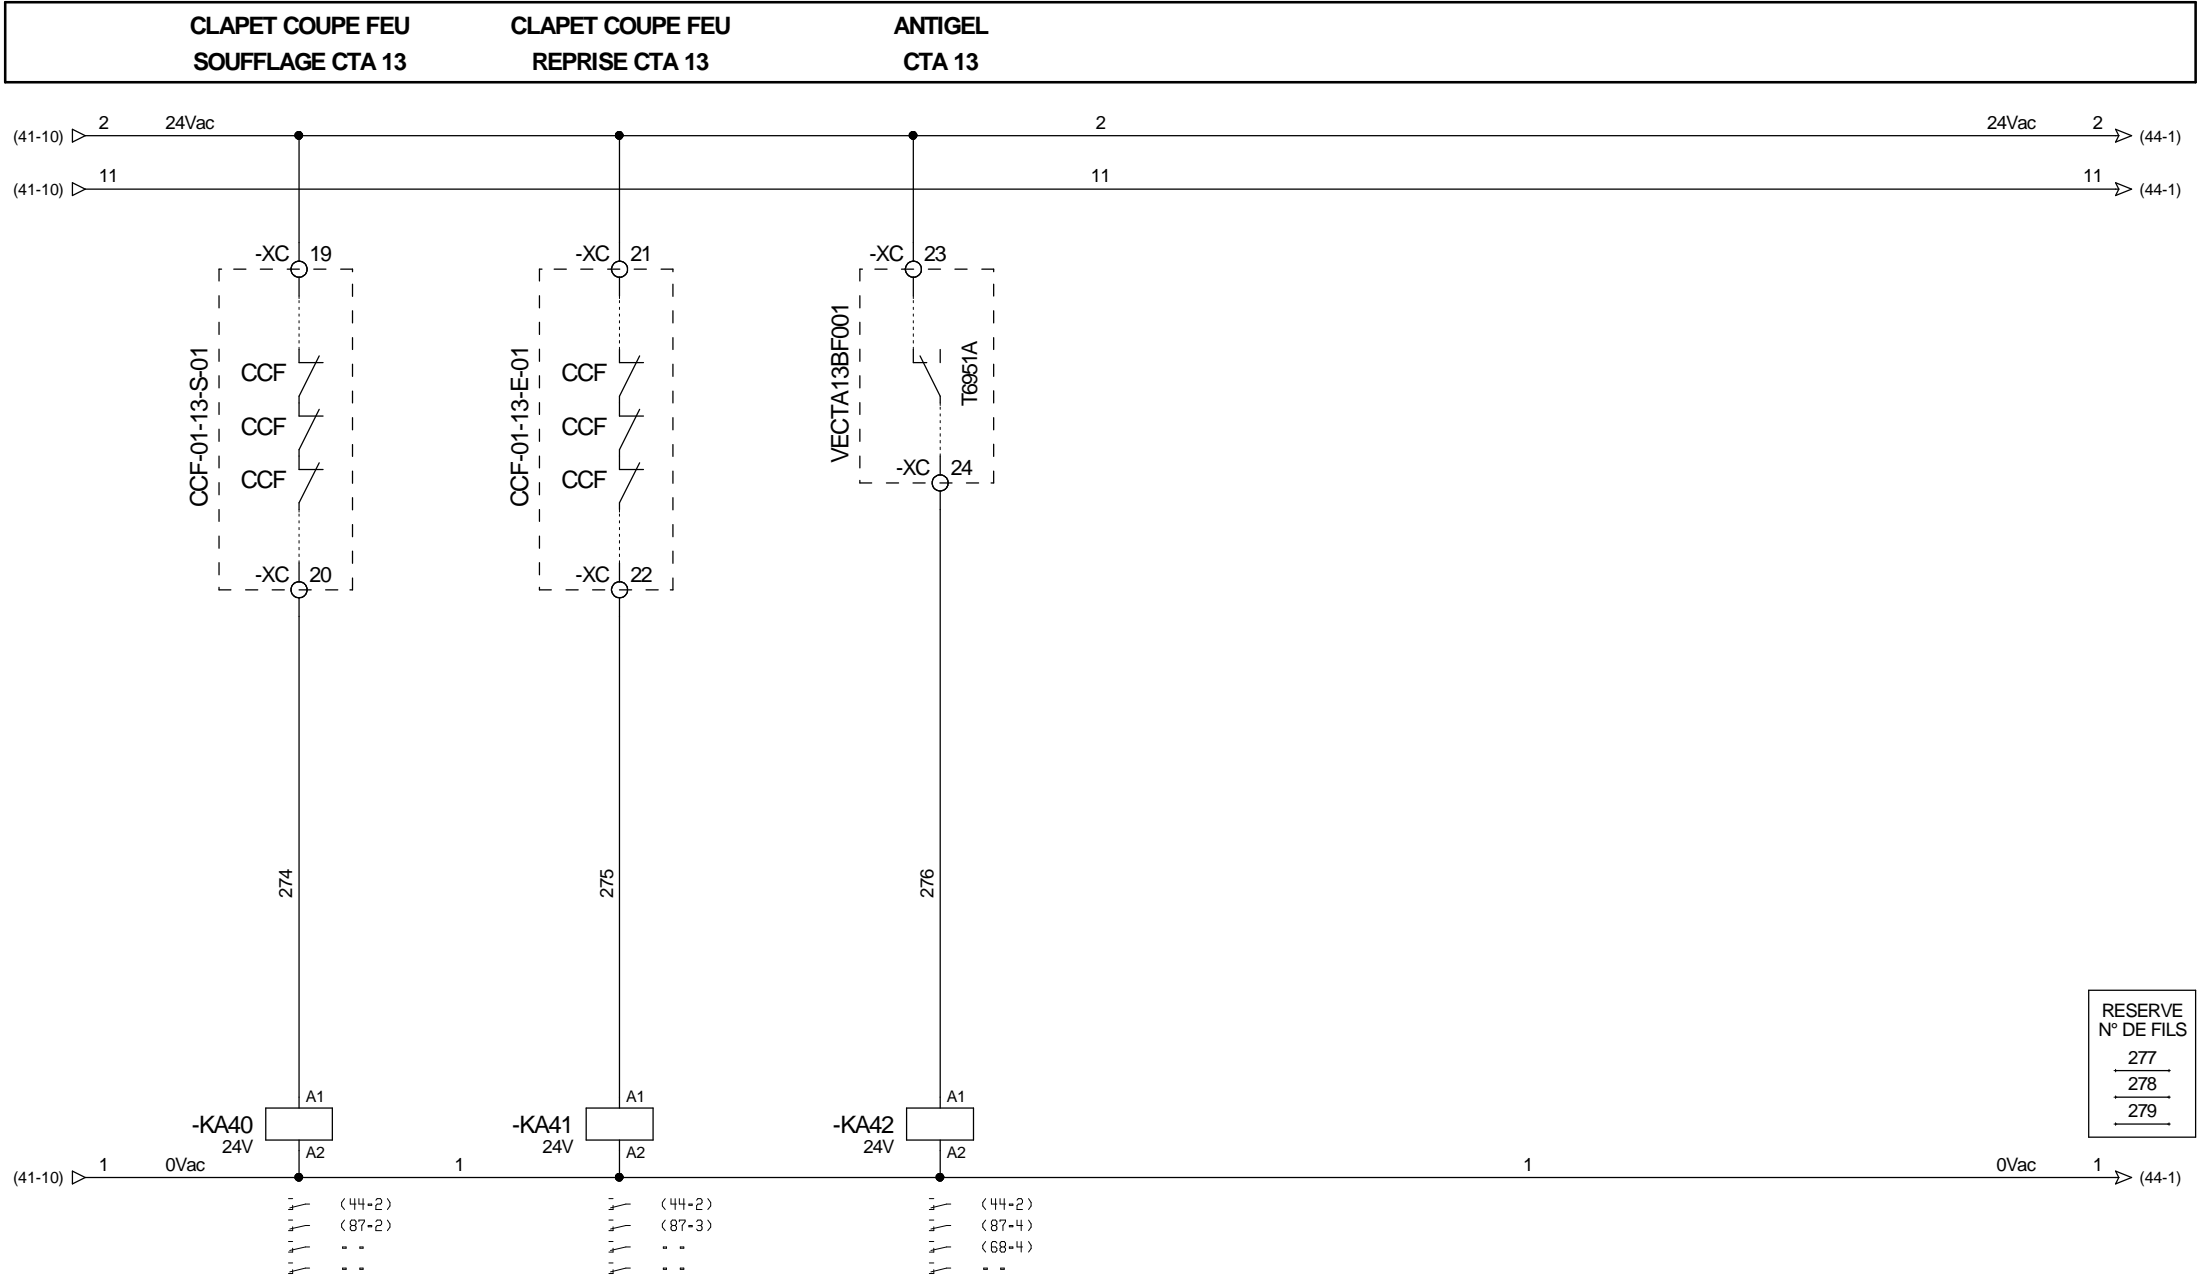 CLAPET COUPE FEU
SOUFFLAGE CTA 13
CLAPET COUPE FEU
REPRISE CTA 13
ANTIGEL
CTA 13
(41-10) 2 24Vac 2 24Vac 2 (44-1)
(41-10) 11 11 11 (44-1)
-XC 19
CCF-01-13-S-01
CCF
CCF
CCF
-XC 20
-XC 21
CCF-01-13-E-01
CCF
CCF
CCF
-XC 22
-XC 23
VECTA13BF001
T6951A
-XC 24
274
275
276
RESERVE
N° DE FILS
277
278
279
-KA40
24V
A1
A2
-KA41
24V
A1
A2
-KA42
24V
A1
A2
(41-10) 1 0Vac 1 1 0Vac 1 (44-1)
(44-2)
(87-2)
- -
- -
(44-2)
(87-3)
- -
- -
(44-2)
(87-4)
(68-4)
- -